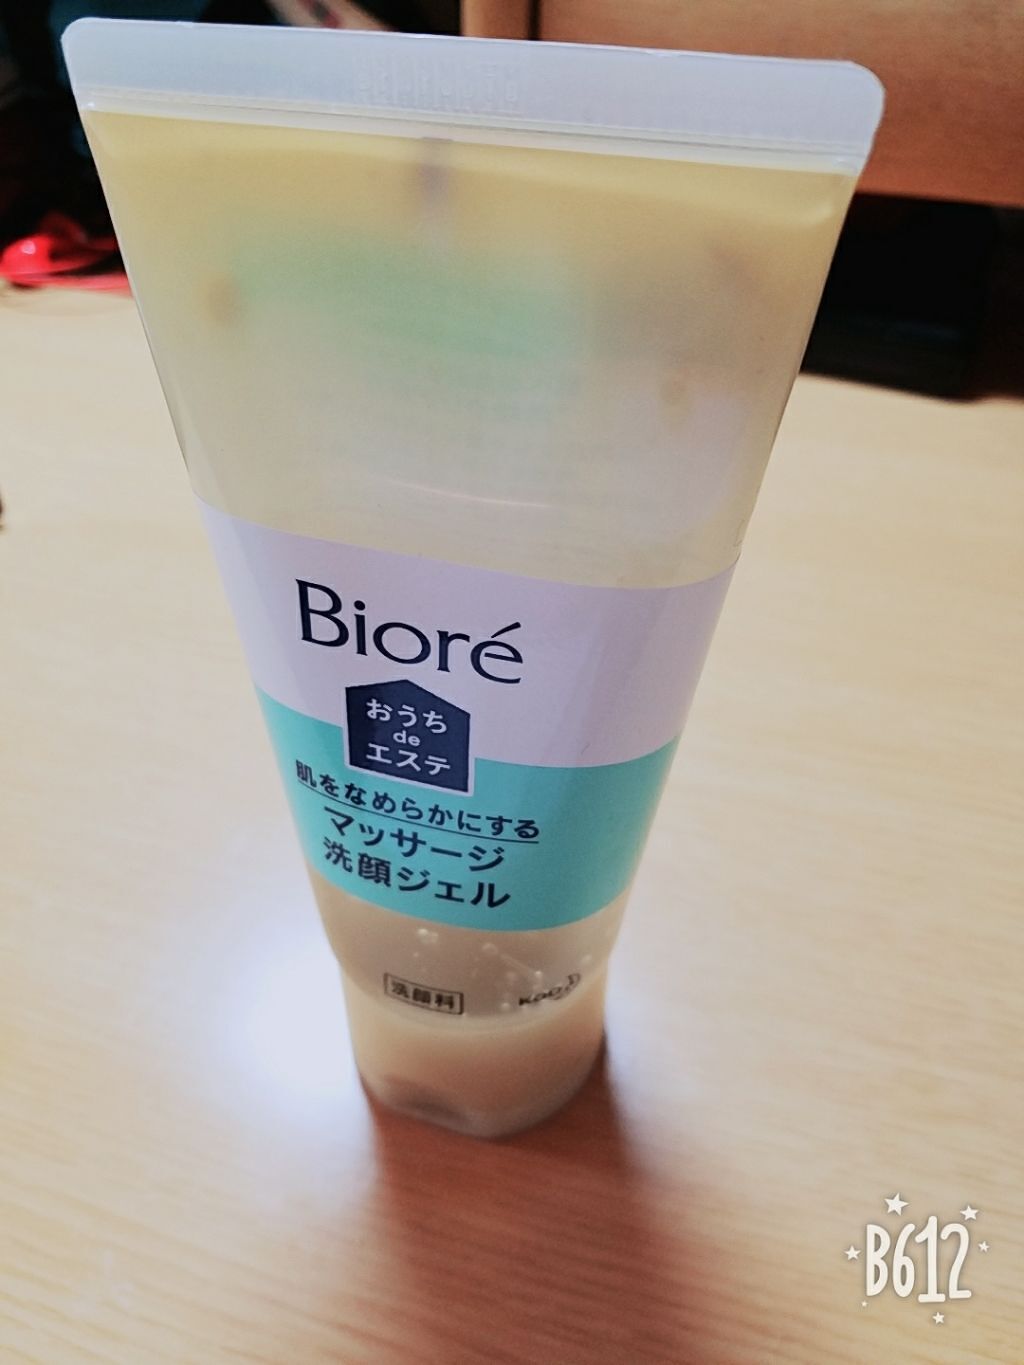 Bioré
おうち
de
エステ
肌をなめらかにする
マッサージ
洗顔ジェル
洗顔料
Kao
B612